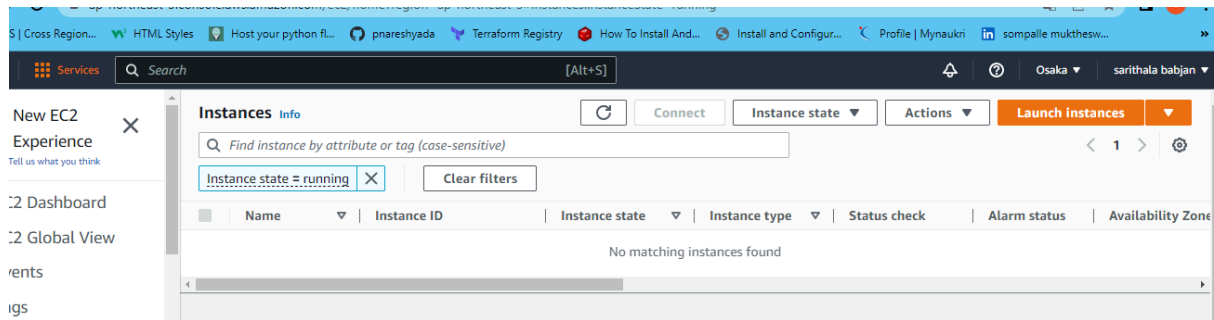 S | Cross Region... HTML Styles Host your python fl... pnareshyada Terraform Registry How To Install And... Install and Configur... Profile | Mynaukri in sompalle mukthesw... »
Services Search [Alt+S] Osaka ▼ sarithala babjan ▼
New EC2
Experience
Tell us what you think
Instances Info Connect Instance state ▼ Actions ▼ Launch instances ▼
Find instance by attribute or tag (case-sensitive) < 1 >
Instance state = running X Clear filters
C2 Dashboard
Name Instance ID Instance state Instance type Status check Alarm status Availability Zone
C2 Global View
No matching instances found
vents
ags